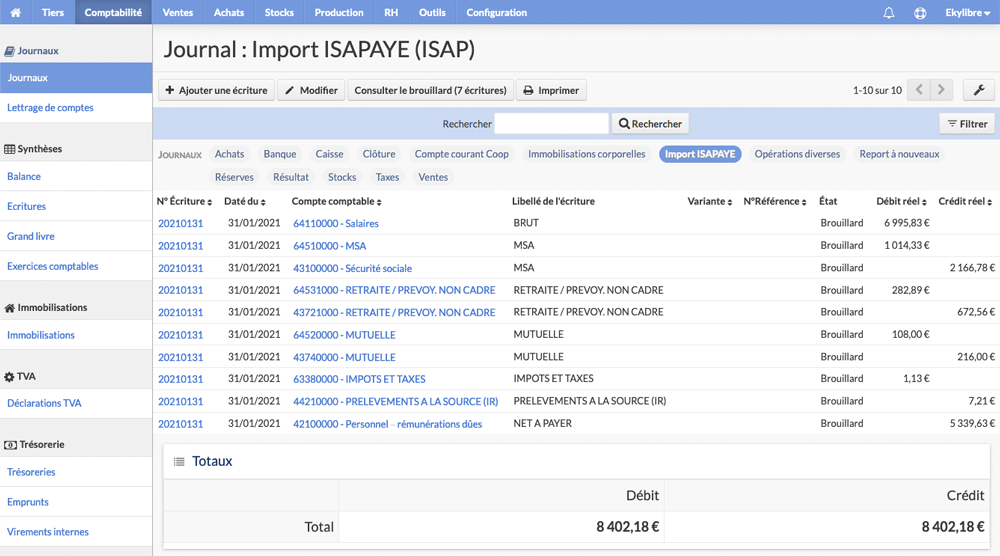 Tiers Comptabilité Ventes Achats Stocks Production RH Outils Configuration Ekylibre
Journaux
Journaux
Lettrage de comptes
Synthèses
Balance
Ecritures
Grand livre
Exercices comptables
Immobilisations
Immobilisations
TVA
Déclarations TVA
Trésorerie
Trésoreries
Emprunts
Virements internes
Journal : Import ISAPAYE (ISAP)
Ajouter une écriture Modifier Consulter le brouillard (7 écritures) Imprimer 1-10 sur 10
Rechercher Rechercher Filtrer
JOURNAUX Achats Banque Caisse Clôture Compte courant Coop Immobilisations corporelles Import ISAPAYE Opérations diverses Report à nouveaux
Réserves Résultat Stocks Taxes Ventes
N° Écriture Daté du Compte comptable Libellé de l'écriture Variante N°Référence État Débit réel Crédit réel
20210131 31/01/2021 64110000 - Salaires BRUT Brouillard 6 995,83 €
20210131 31/01/2021 64510000 - MSA MSA Brouillard 1 014,33 €
20210131 31/01/2021 43100000 - Sécurité sociale MSA Brouillard 2 166,78 €
20210131 31/01/2021 64531000 - RETRAITE / PREVOY. NON CADRE RETRAITE / PREVOY. NON CADRE Brouillard 282,89 €
20210131 31/01/2021 43721000 - RETRAITE / PREVOY. NON CADRE RETRAITE / PREVOY. NON CADRE Brouillard 672,56 €
20210131 31/01/2021 64520000 - MUTUELLE MUTUELLE Brouillard 108,00 €
20210131 31/01/2021 43740000 - MUTUELLE MUTUELLE Brouillard 216,00 €
20210131 31/01/2021 63380000 - IMPOTS ET TAXES IMPOTS ET TAXES Brouillard 1,13 €
20210131 31/01/2021 44210000 - PRELEVEMENTS A LA SOURCE (IR) PRELEVEMENTS A LA SOURCE (IR) Brouillard 7,21 €
20210131 31/01/2021 42100000 - Personnel – rémunérations dûes NET A PAYER Brouillard 5 339,63 €
Totaux
Débit Crédit
Total 8 402,18 € 8 402,18 €